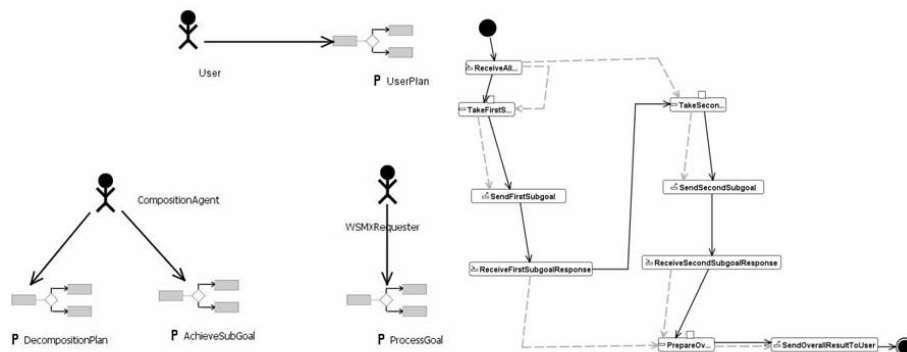 User
P UserPlan
CompositionAgent
WSMXRequester
P DecompositionPlan
P AchieveSubGoal
P ProcessGoal
ReceiveAll...
TakeFirstS...
TakeSecon...
SendFirstSubgoal
SendSecondSubgoal
ReceiveFirstSubgoalResponse
ReceiveSecondSubgoalResponse
PrepareOv...
SendOverallResultToUser